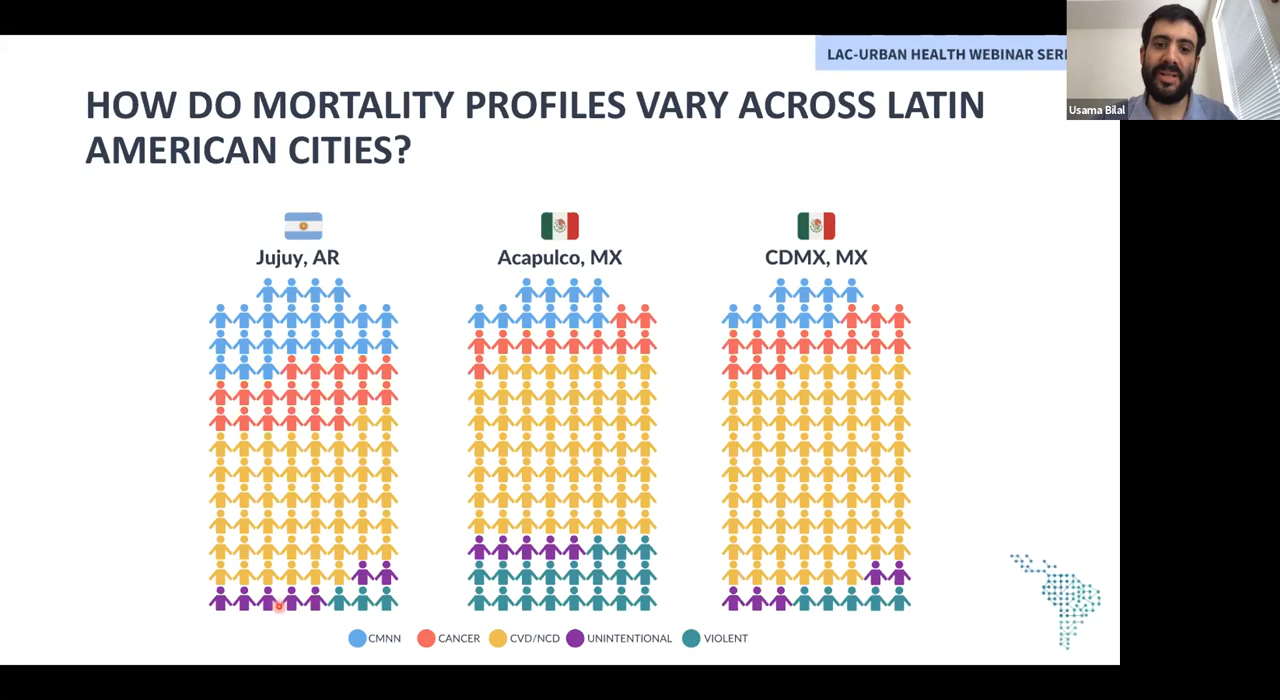 LAC-URBAN HEALTH WEBINAR SERI
Usama Bilal
HOW DO MORTALITY PROFILES VARY ACROSS LATIN
AMERICAN CITIES?
Jujuy, AR
Acapulco, MX
CDMX, MX
CMNN
CANCER
CVD/NCD
UNINTENTIONAL
VIOLENT